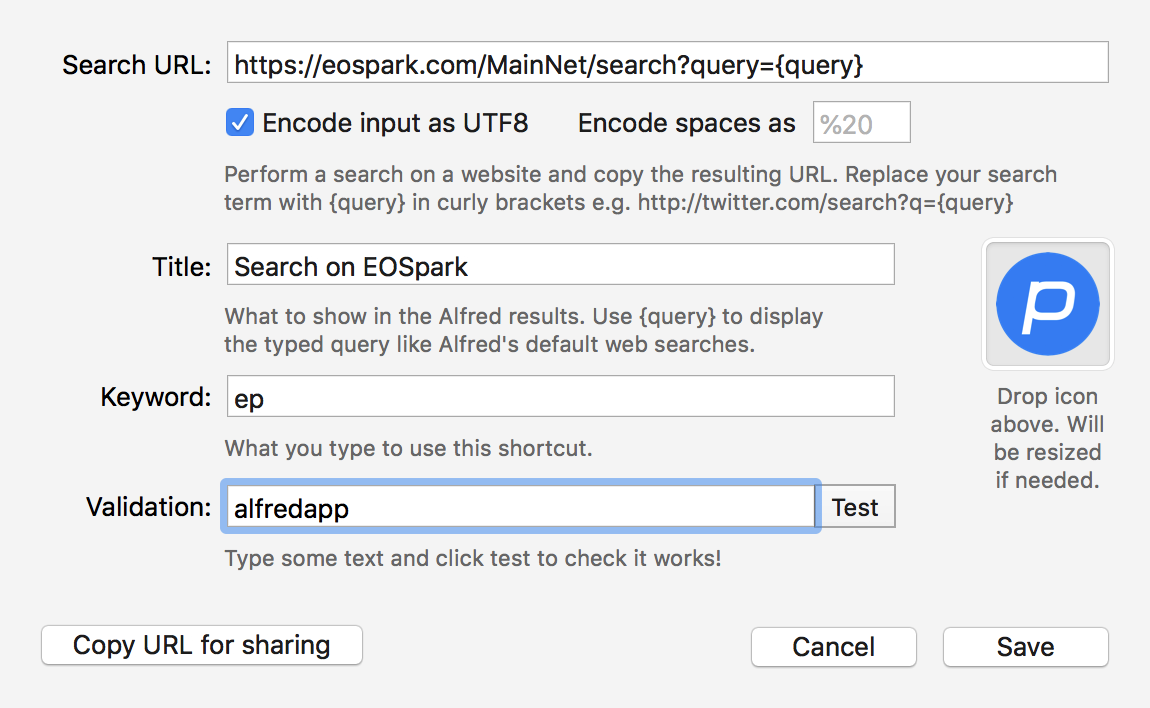 Search URL: https://eospark.com/MainNet/search?query={query}
Encode input as UTF8 Encode spaces as %20
Perform a search on a website and copy the resulting URL. Replace your search
term with {query} in curly brackets e.g. http://twitter.com/search?q={query}
Title: Search on EOSpark
What to show in the Alfred results. Use {query} to display
the typed query like Alfred's default web searches.
Keyword: ep
What you type to use this shortcut.
Validation: alfredapp Test
Type some text and click test to check it works!
P
Drop icon
above. Will
be resized
if needed.
Copy URL for sharing Cancel Save